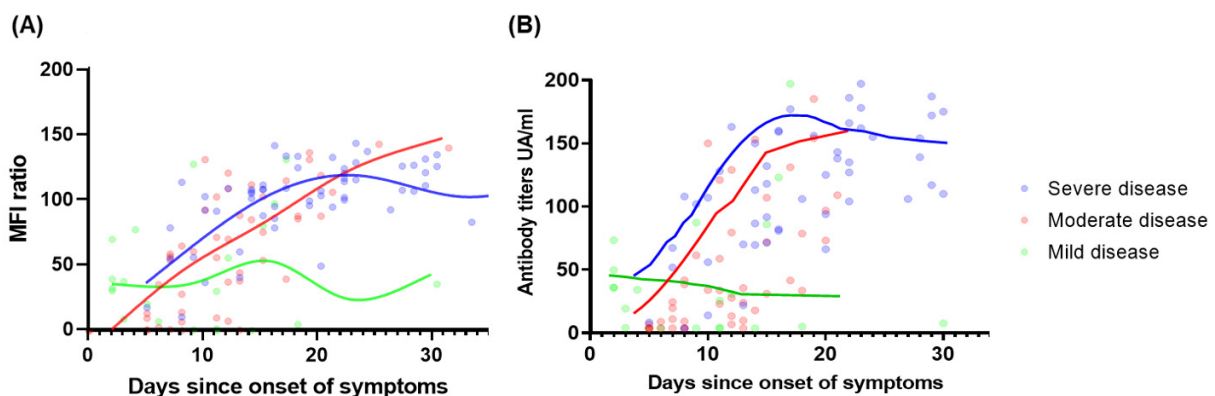 (A)
200
150
100
50
0
0 10 20 30
MFI ratio
Days since onset of symptoms
(B)
200
150
100
50
0
0 10 20 30
Antibody titers UA/ml
Days since onset of symptoms
Severe disease
Moderate disease
Mild disease